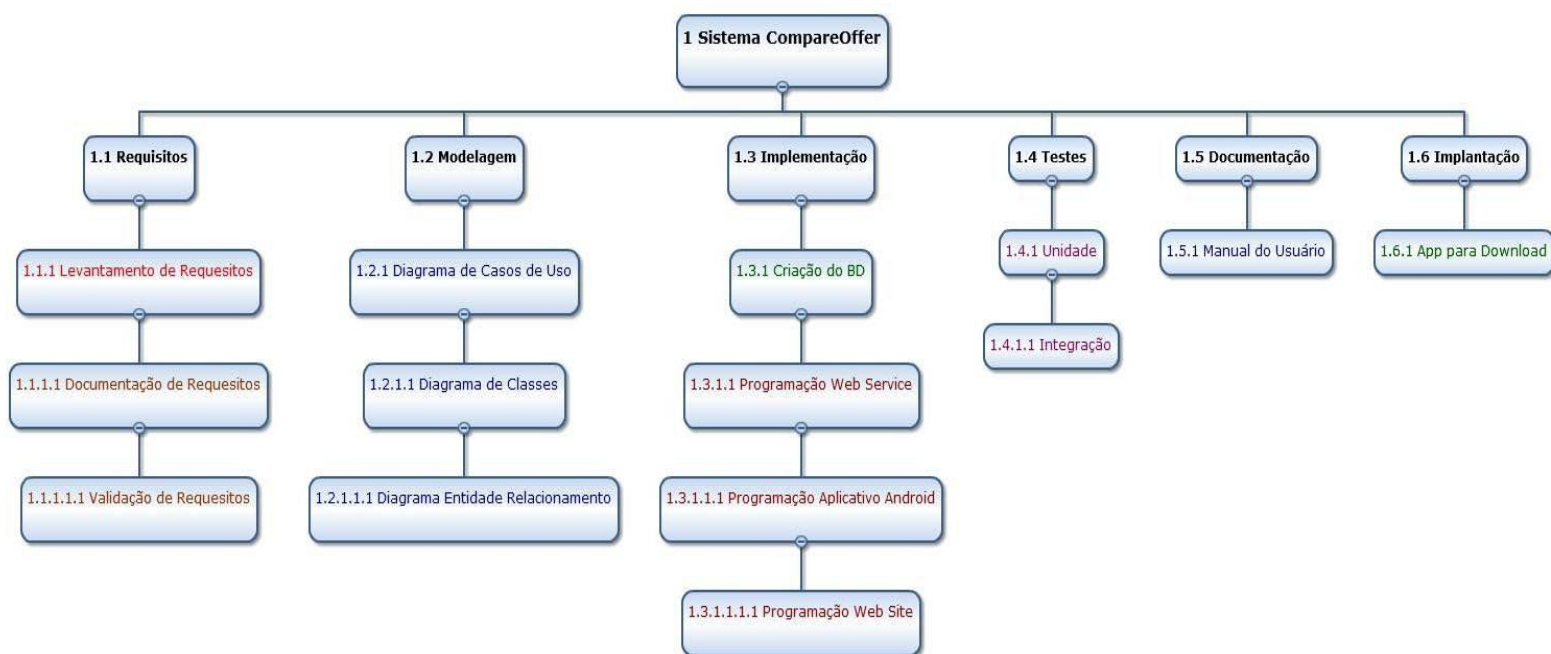 1 Sistema CompareOffer
1.1 Requisitos
1.2 Modelagem
1.3 Implementação
1.4 Testes
1.5 Documentação
1.6 Implantação
1.1.1 Levantamento de Requesitos
1.2.1 Diagrama de Casos de Uso
1.3.1 Criação do BD
1.4.1 Unidade
1.5.1 Manual do Usuário
1.6.1 App para Download
1.4.1.1 Integração
1.1.1.1 Documentação de Requesitos
1.2.1.1 Diagrama de Classes
1.3.1.1 Programação Web Service
1.1.1.1.1 Validação de Requesitos
1.2.1.1.1 Diagrama Entidade Relacionamento
1.3.1.1.1 Programação Aplicativo Android
1.3.1.1.1.1 Programação Web Site